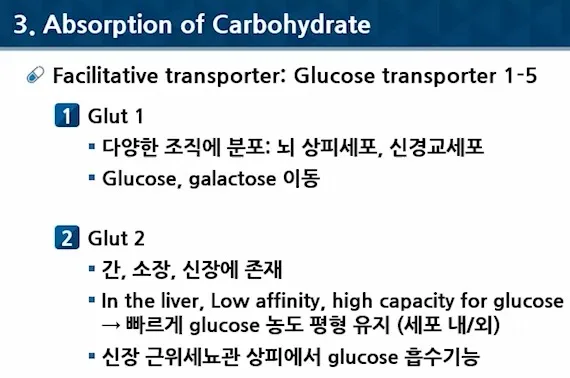 3. Absorption of Carbohydrate
Facilitative transporter: Glucose transporter 1-5
1 Glut 1
▪ 다양한 조직에 분포: 뇌 상피세포, 신경교세포
▪ Glucose, galactose 이동
2 Glut 2
▪ 간, 소장, 신장에 존재
▪ In the liver, Low affinity, high capacity for glucose
→ 빠르게 glucose 농도 평형 유지 (세포 내/외)
▪ 신장 근위세뇨관 상피에서 glucose 흡수기능